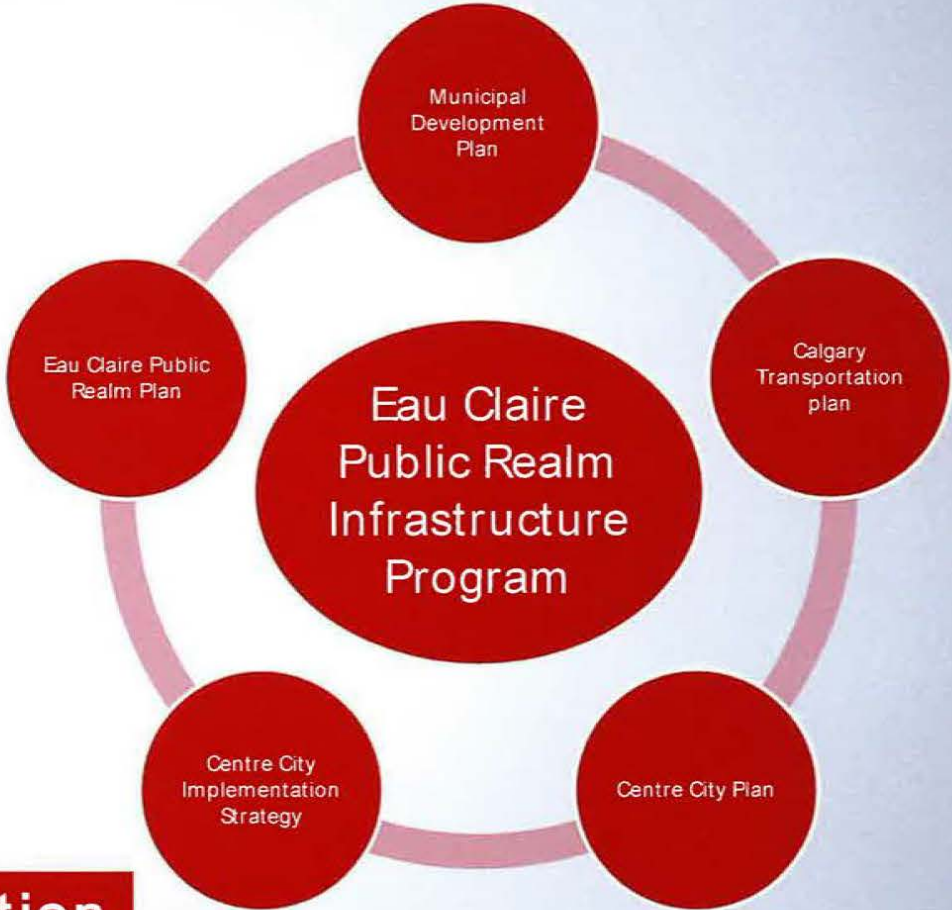 Municipal
Development
Plan
Eau Claire Public
Realm Plan
Calgary
Transportation
plan
Eau Claire
Public Realm
Infrastructure
Program
Centre City
Implementation
Strategy
Centre City Plan